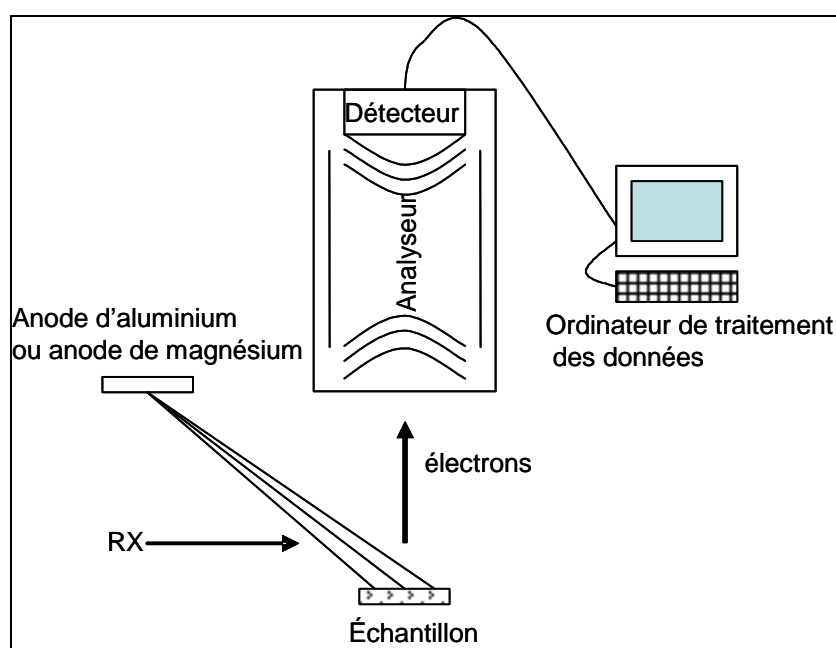 Détecteur
Analyseur
Anode d'aluminium
ou anode de magnésium
Ordinateur de traitement
des données
électrons
RX
Échantillon